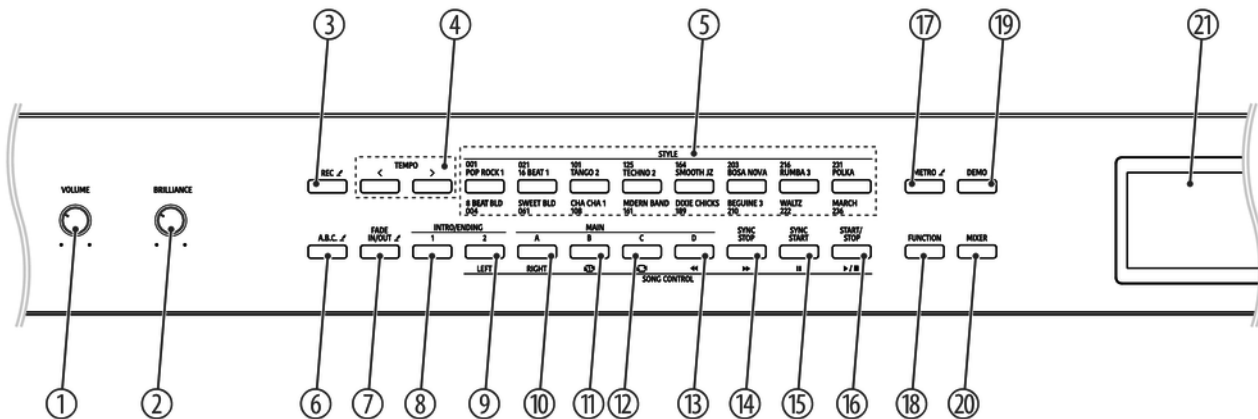 ③ ④ ⑤ ⑰ ⑲ ㉑
STYLE
TEMPO
REC
< >
001 021 101 125 164 203 216 231
POP ROCK 1 16 BEAT 1 TANGO 2 TECHNO 2 SMOOTH JZ BOSA NOVA RUMBA 3 POLKA
METRO DEMO
VOLUME BRILLIANCE
8 BEAT BLD SWEET BLD CHA CHA 1 MDERN BAND DIXIE CHICKS BEGUINE 3 WALTZ MARCH
004 061 108 161 189 210 222 236
A.B.C.
FADE
IN/OUT
INTRO/ENDING
1 2
MAIN
A B C D
SYNC
STOP
SYNC
START
START/
STOP
FUNCTION MIXER
LEFT RIGHT
SONG CONTROL
① ② ⑥ ⑦ ⑧ ⑨ ⑩ ⑪ ⑫ ⑬ ⑭ ⑮ ⑯ ⑱ ⑳